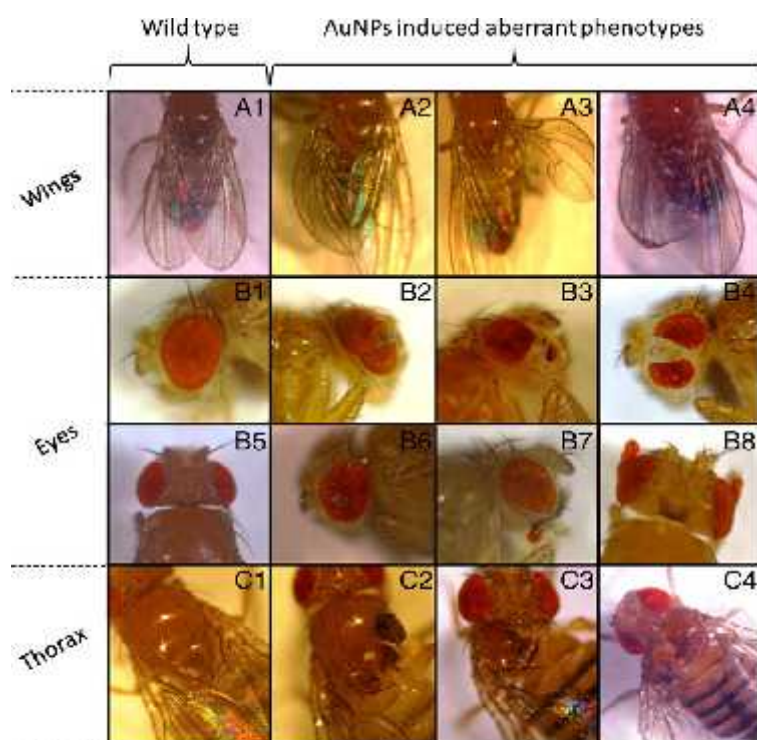 Wild type AuNPs induced aberrant phenotypes
Wings A1 A2 A3 A4
Eyes
B1 B2 B3 B4
B5 B6 B7 B8
Thorax C1 C2 C3 C4